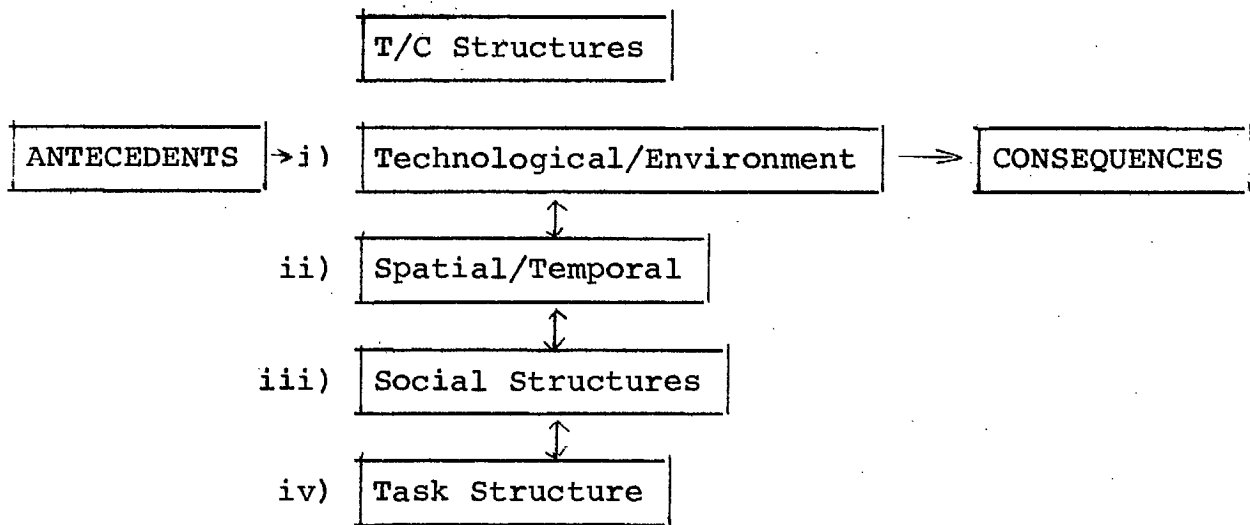 T/C Structures
ANTECEDENTS i) Technological/Environment CONSEQUENCES
ii) Spatial/Temporal
iii) Social Structures
iv) Task Structure